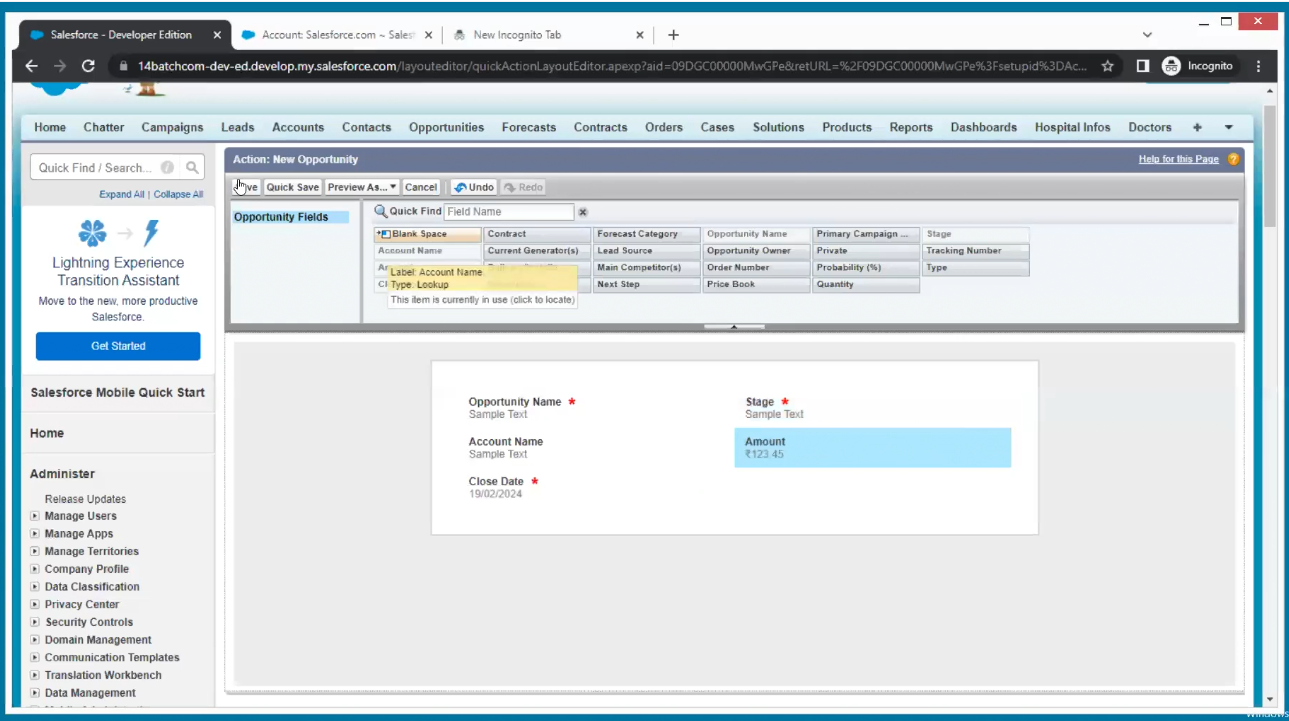 Salesforce - Developer Edition
Account: Salesforce.com ~ Salesf
New Incognito Tab
14batchcom-dev-ed.develop.my.salesforce.com/layouteditor/quickActionLayoutEditor.apexp?aid=09DGC00000MwGPe&retURL=%2F09DGC00000MwGPe%3Fsetupid%3DAc...
Incognito
Home Chatter Campaigns Leads Accounts Contacts Opportunities Forecasts Contracts Orders Cases Solutions Products Reports Dashboards Hospital Infos Doctors +
Quick Find / Search...
Expand All | Collapse All
Lightning Experience
Transition Assistant
Move to the new, more productive
Salesforce.
Get Started
Salesforce Mobile Quick Start
Home
Administer
Release Updates
Manage Users
Manage Apps
Manage Territories
Company Profile
Data Classification
Privacy Center
Security Controls
Domain Management
Communication Templates
Translation Workbench
Data Management
Action: New Opportunity
Help for this Page
Quick Save Preview As... Cancel Undo Redo
Opportunity Fields
Quick Find Field Name
Blank Space Contract Forecast Category Opportunity Name Primary Campaign ... Stage
Account Name Current Generator(s) Lead Source Opportunity Owner Private Tracking Number
Main Competitor(s) Order Number Probability (%) Type
Next Step Price Book Quantity
Label: Account Name
Type: Lookup
This item is currently in use (click to locate)
Opportunity Name *
Sample Text
Stage *
Sample Text
Account Name
Sample Text
Amount
₹123.45
Close Date *
19/02/2024
Windows